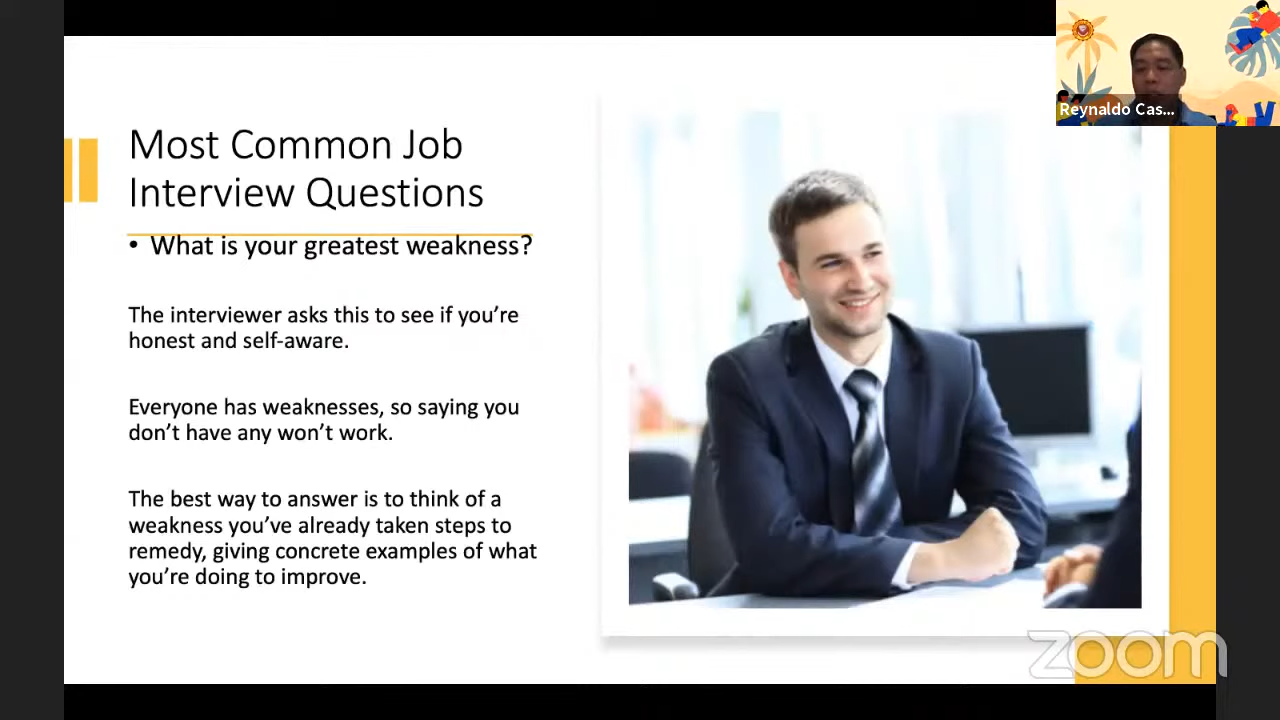 Most Common Job
Interview Questions
• What is your greatest weakness?
The interviewer asks this to see if you’re
honest and self-aware.
Everyone has weaknesses, so saying you
don’t have any won’t work.
The best way to answer is to think of a
weakness you’ve already taken steps to
remedy, giving concrete examples of what
you’re doing to improve.
Reynaldo Cas...
zoom